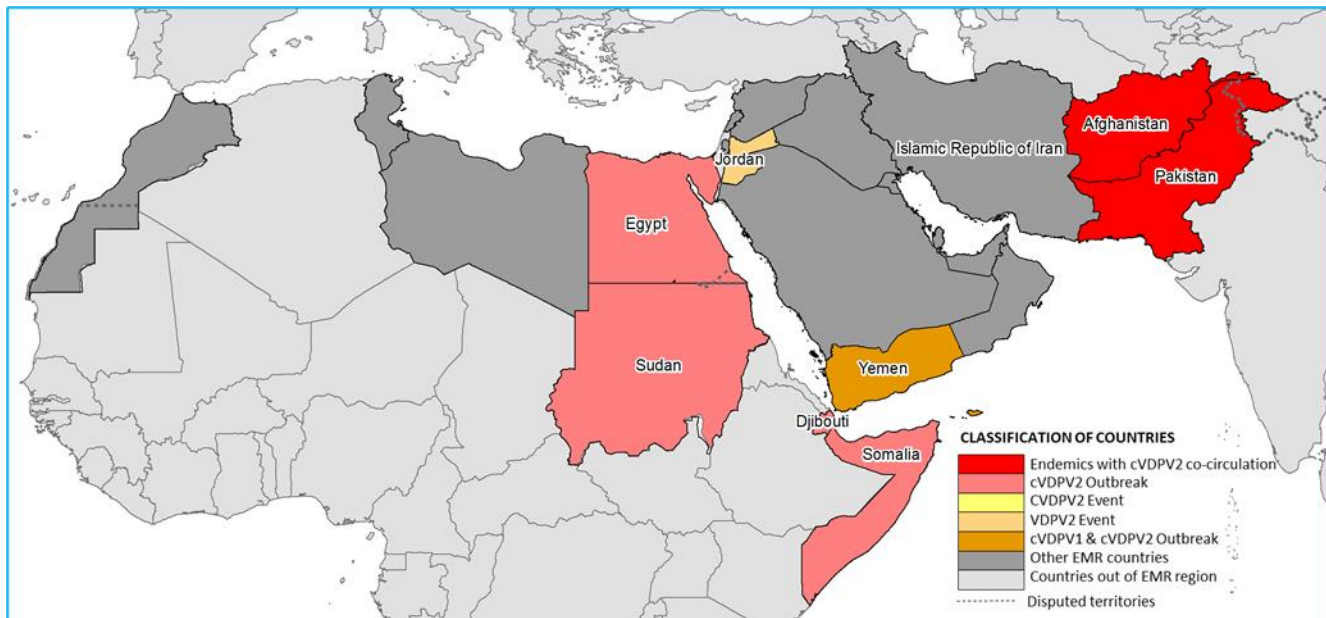 Afghanistan
Islamic Republic of Iran
Jordan
Pakistan
Egypt
Sudan
Yemen
Djibouti
Somalia
CLASSIFICATION OF COUNTRIES
Endemics with cVDPV2 co-circulation
cVDPV2 Outbreak
CVDPV2 Event
VDPV2 Event
cVDPV1 & cVDPV2 Outbreak
Other EMR countries
Countries out of EMR region
Disputed territories